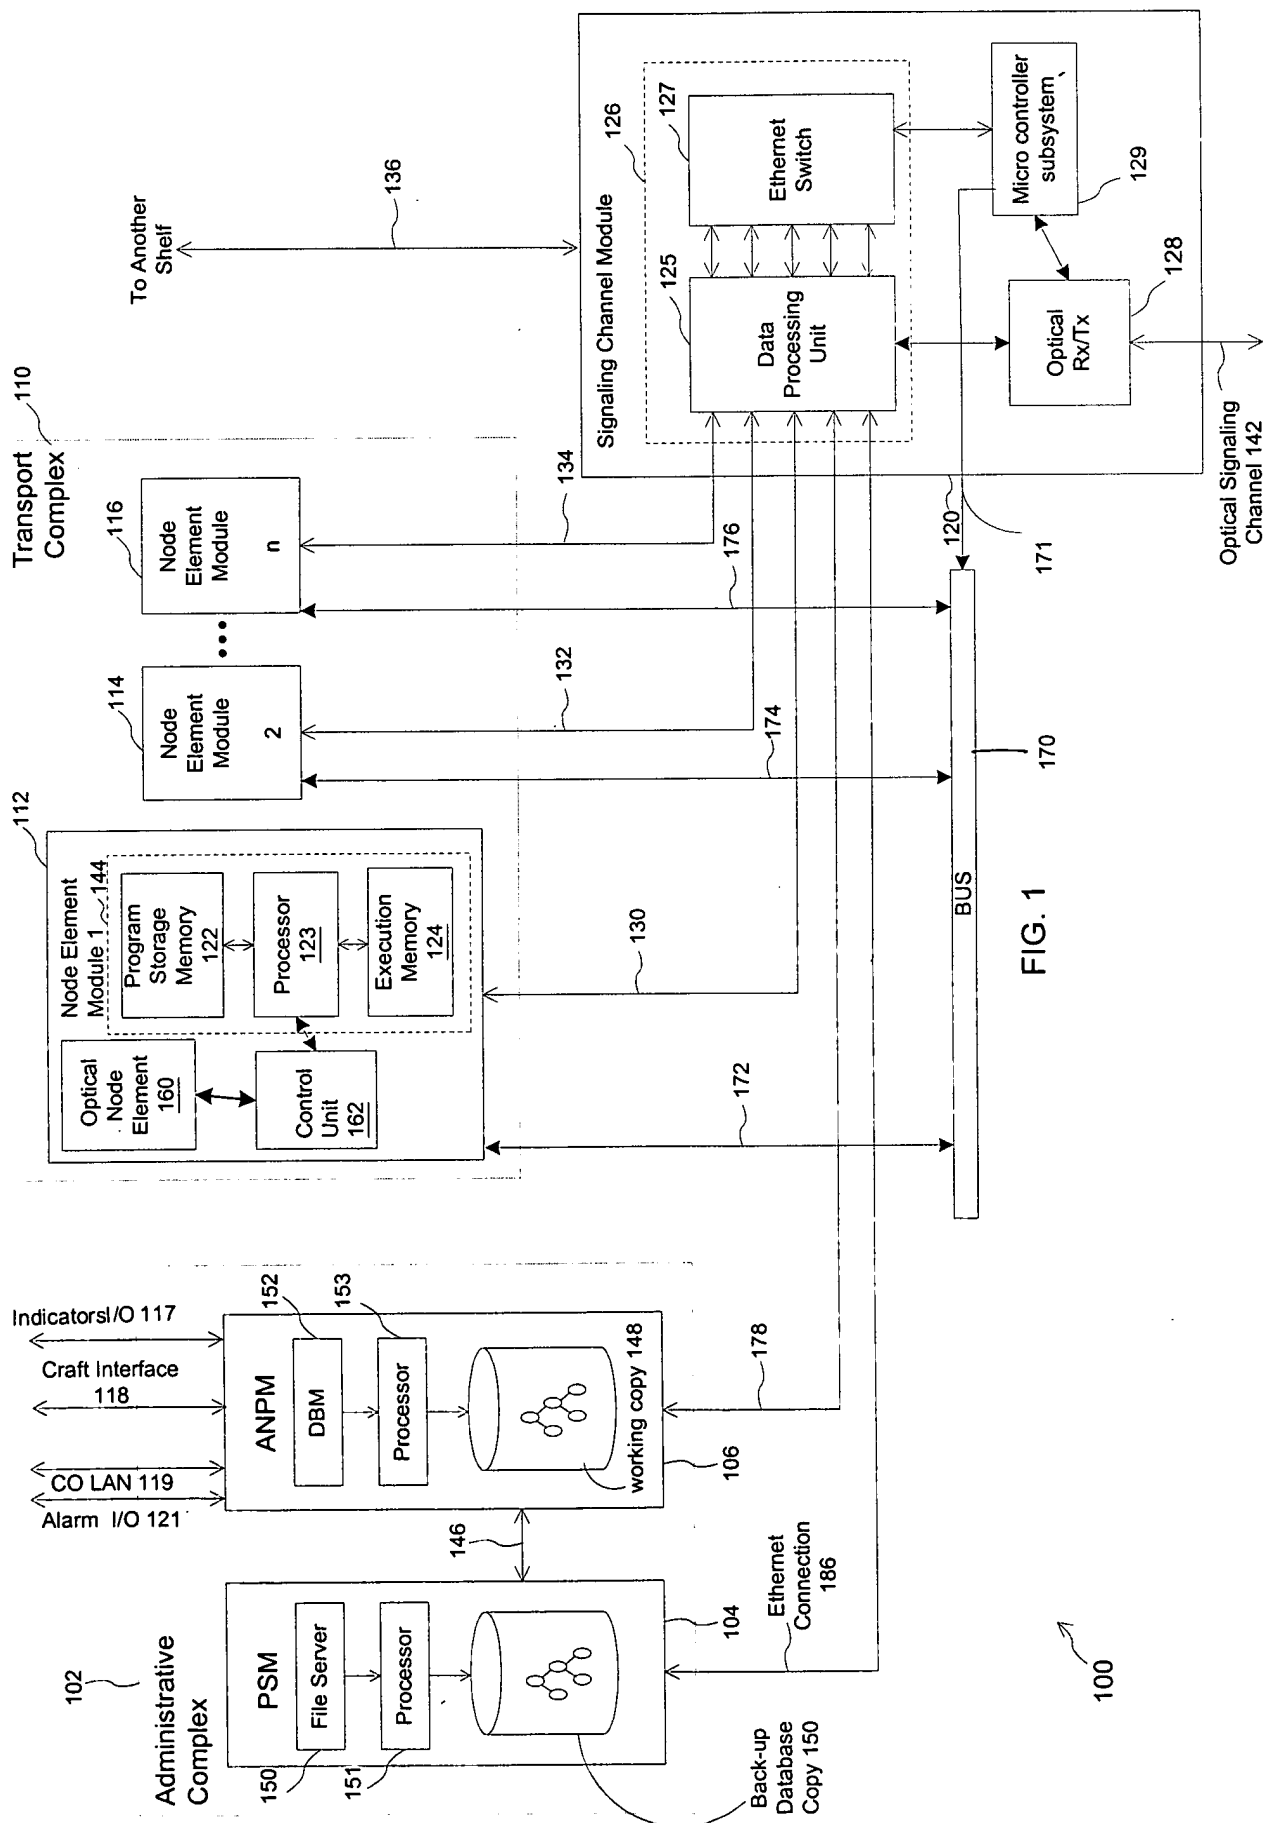 Administrative
Complex
102
PSM
File Server
150
Processor
151
104
Back-up
Database
Copy 150
Ethernet
Connection
186
146
IndicatorsI/O 117
Craft Interface
118
CO LAN 119
Alarm I/O 121
ANPM
DBM
152
Processor
153
working copy 148
106
178
Transport
Complex
110
112
Node Element
Module 1
144
Optical
Node
Element
160
Control
Unit
162
Program
Storage
Memory
122
Processor
123
Execution
Memory
124
114
Node
Element
Module
2
116
Node
Element
Module
n
172
130
174
132
176
134
To Another
Shelf
136
Signaling Channel Module
126
125
Data
Processing
Unit
127
Ethernet
Switch
Optical
Rx/Tx
128
Micro controller
subsystem
129
120
171
Optical Signaling
Channel 142
BUS
170
FIG. 1
100